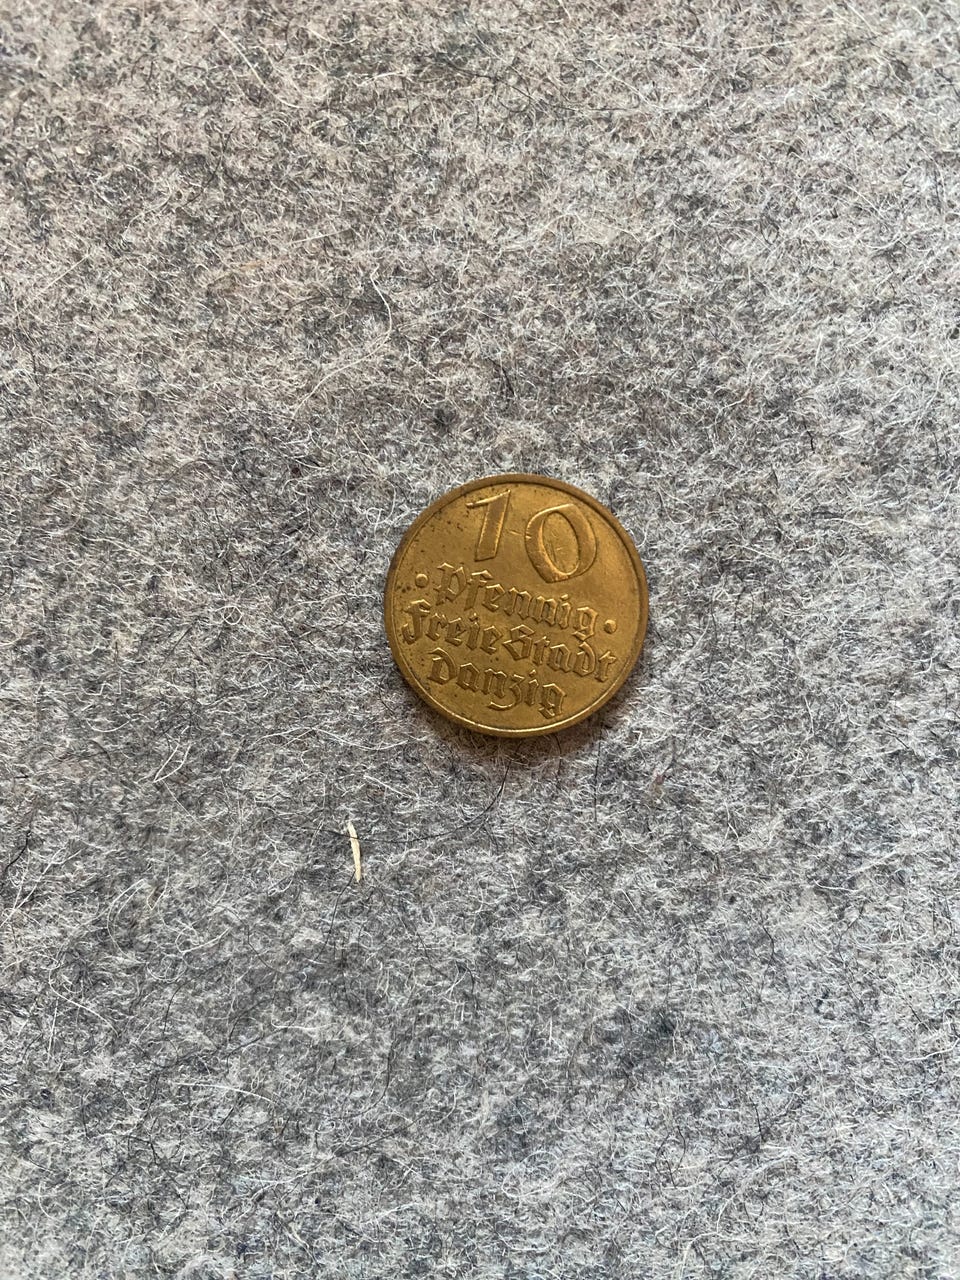 10
· Pfennig ·
Freie Stadt
Danzig